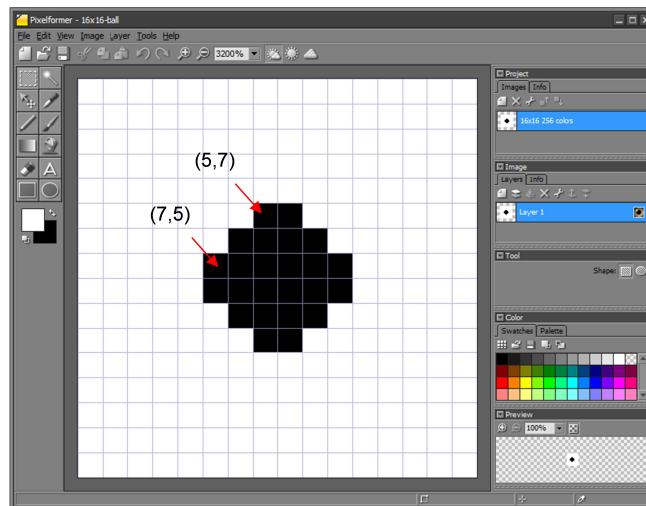 Pixelformer - 16x16-ball
File Edit View Image Layer Tools Help
3200%
Project
Images Info
16x16 256 colors
(5,7)
Image
Layers Info
(7,5)
Layer 1
Tool
Shape:
Color
Swatches Palette
Preview
100%